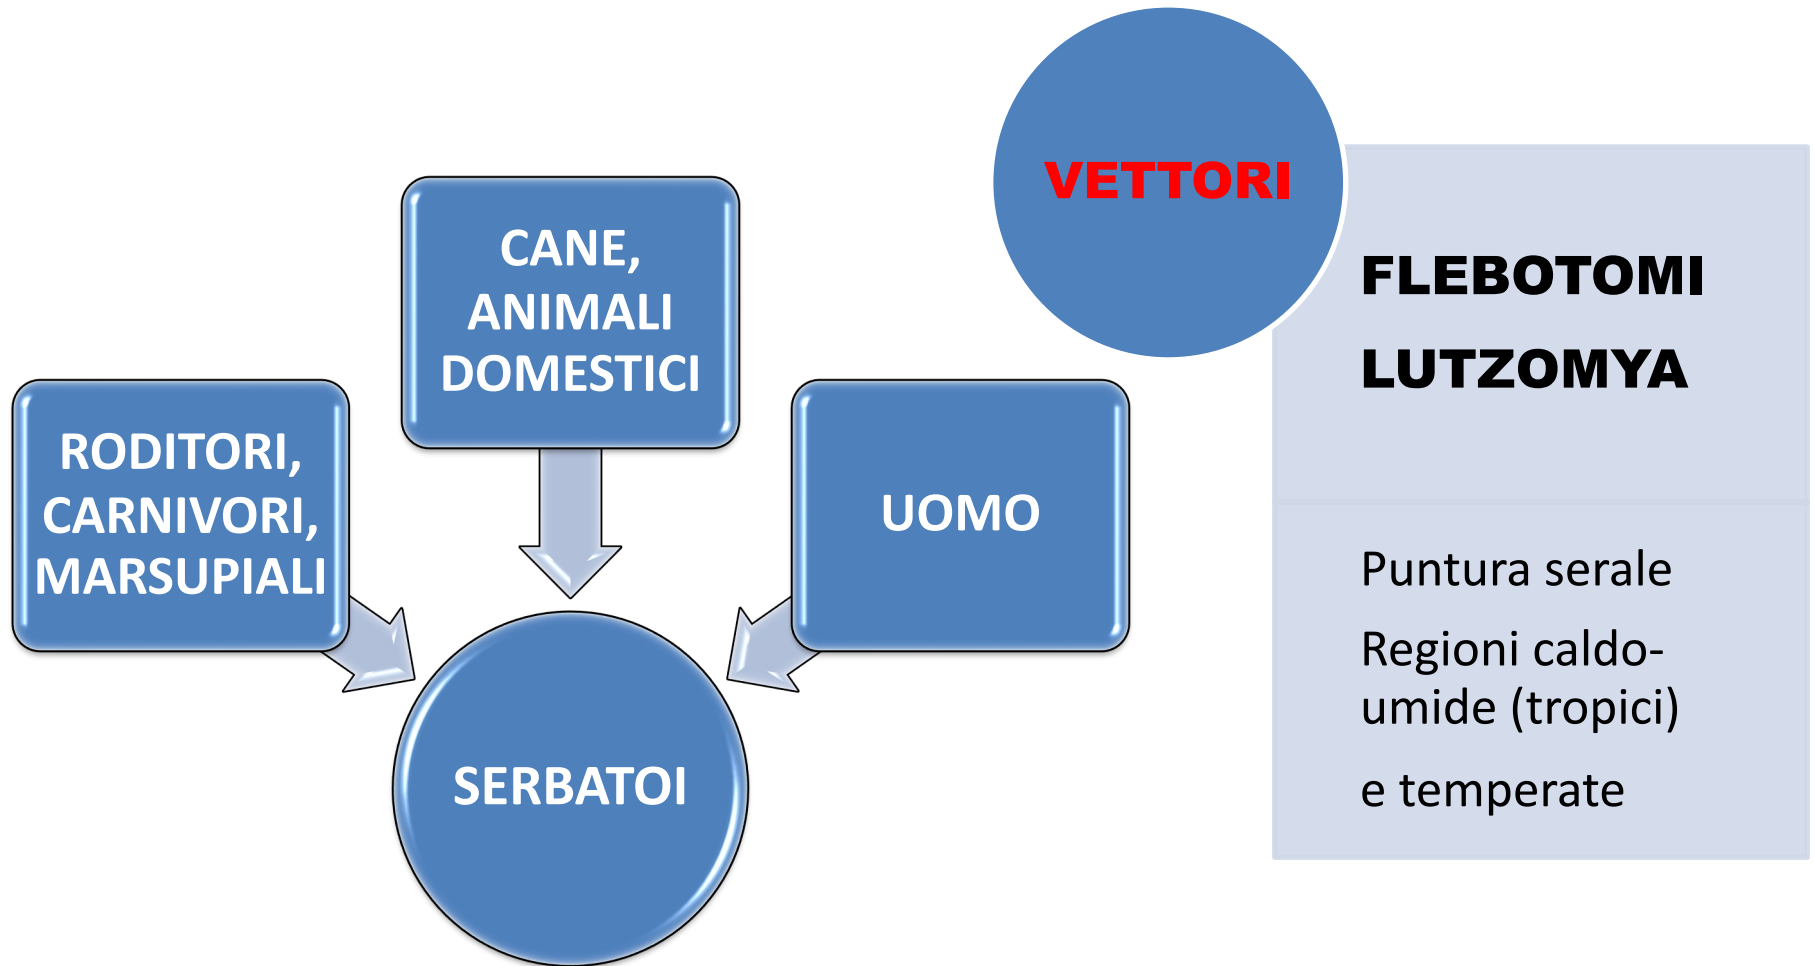 RODITORI,
CARNIVORI,
MARSUPIALI
CANE,
ANIMALI
DOMESTICI
UOMO
SERBATOI
VETTORI
FLEBOTOMI
LUTZOMYA
Puntura serale
Regioni caldo-
umide (tropici)
e temperate